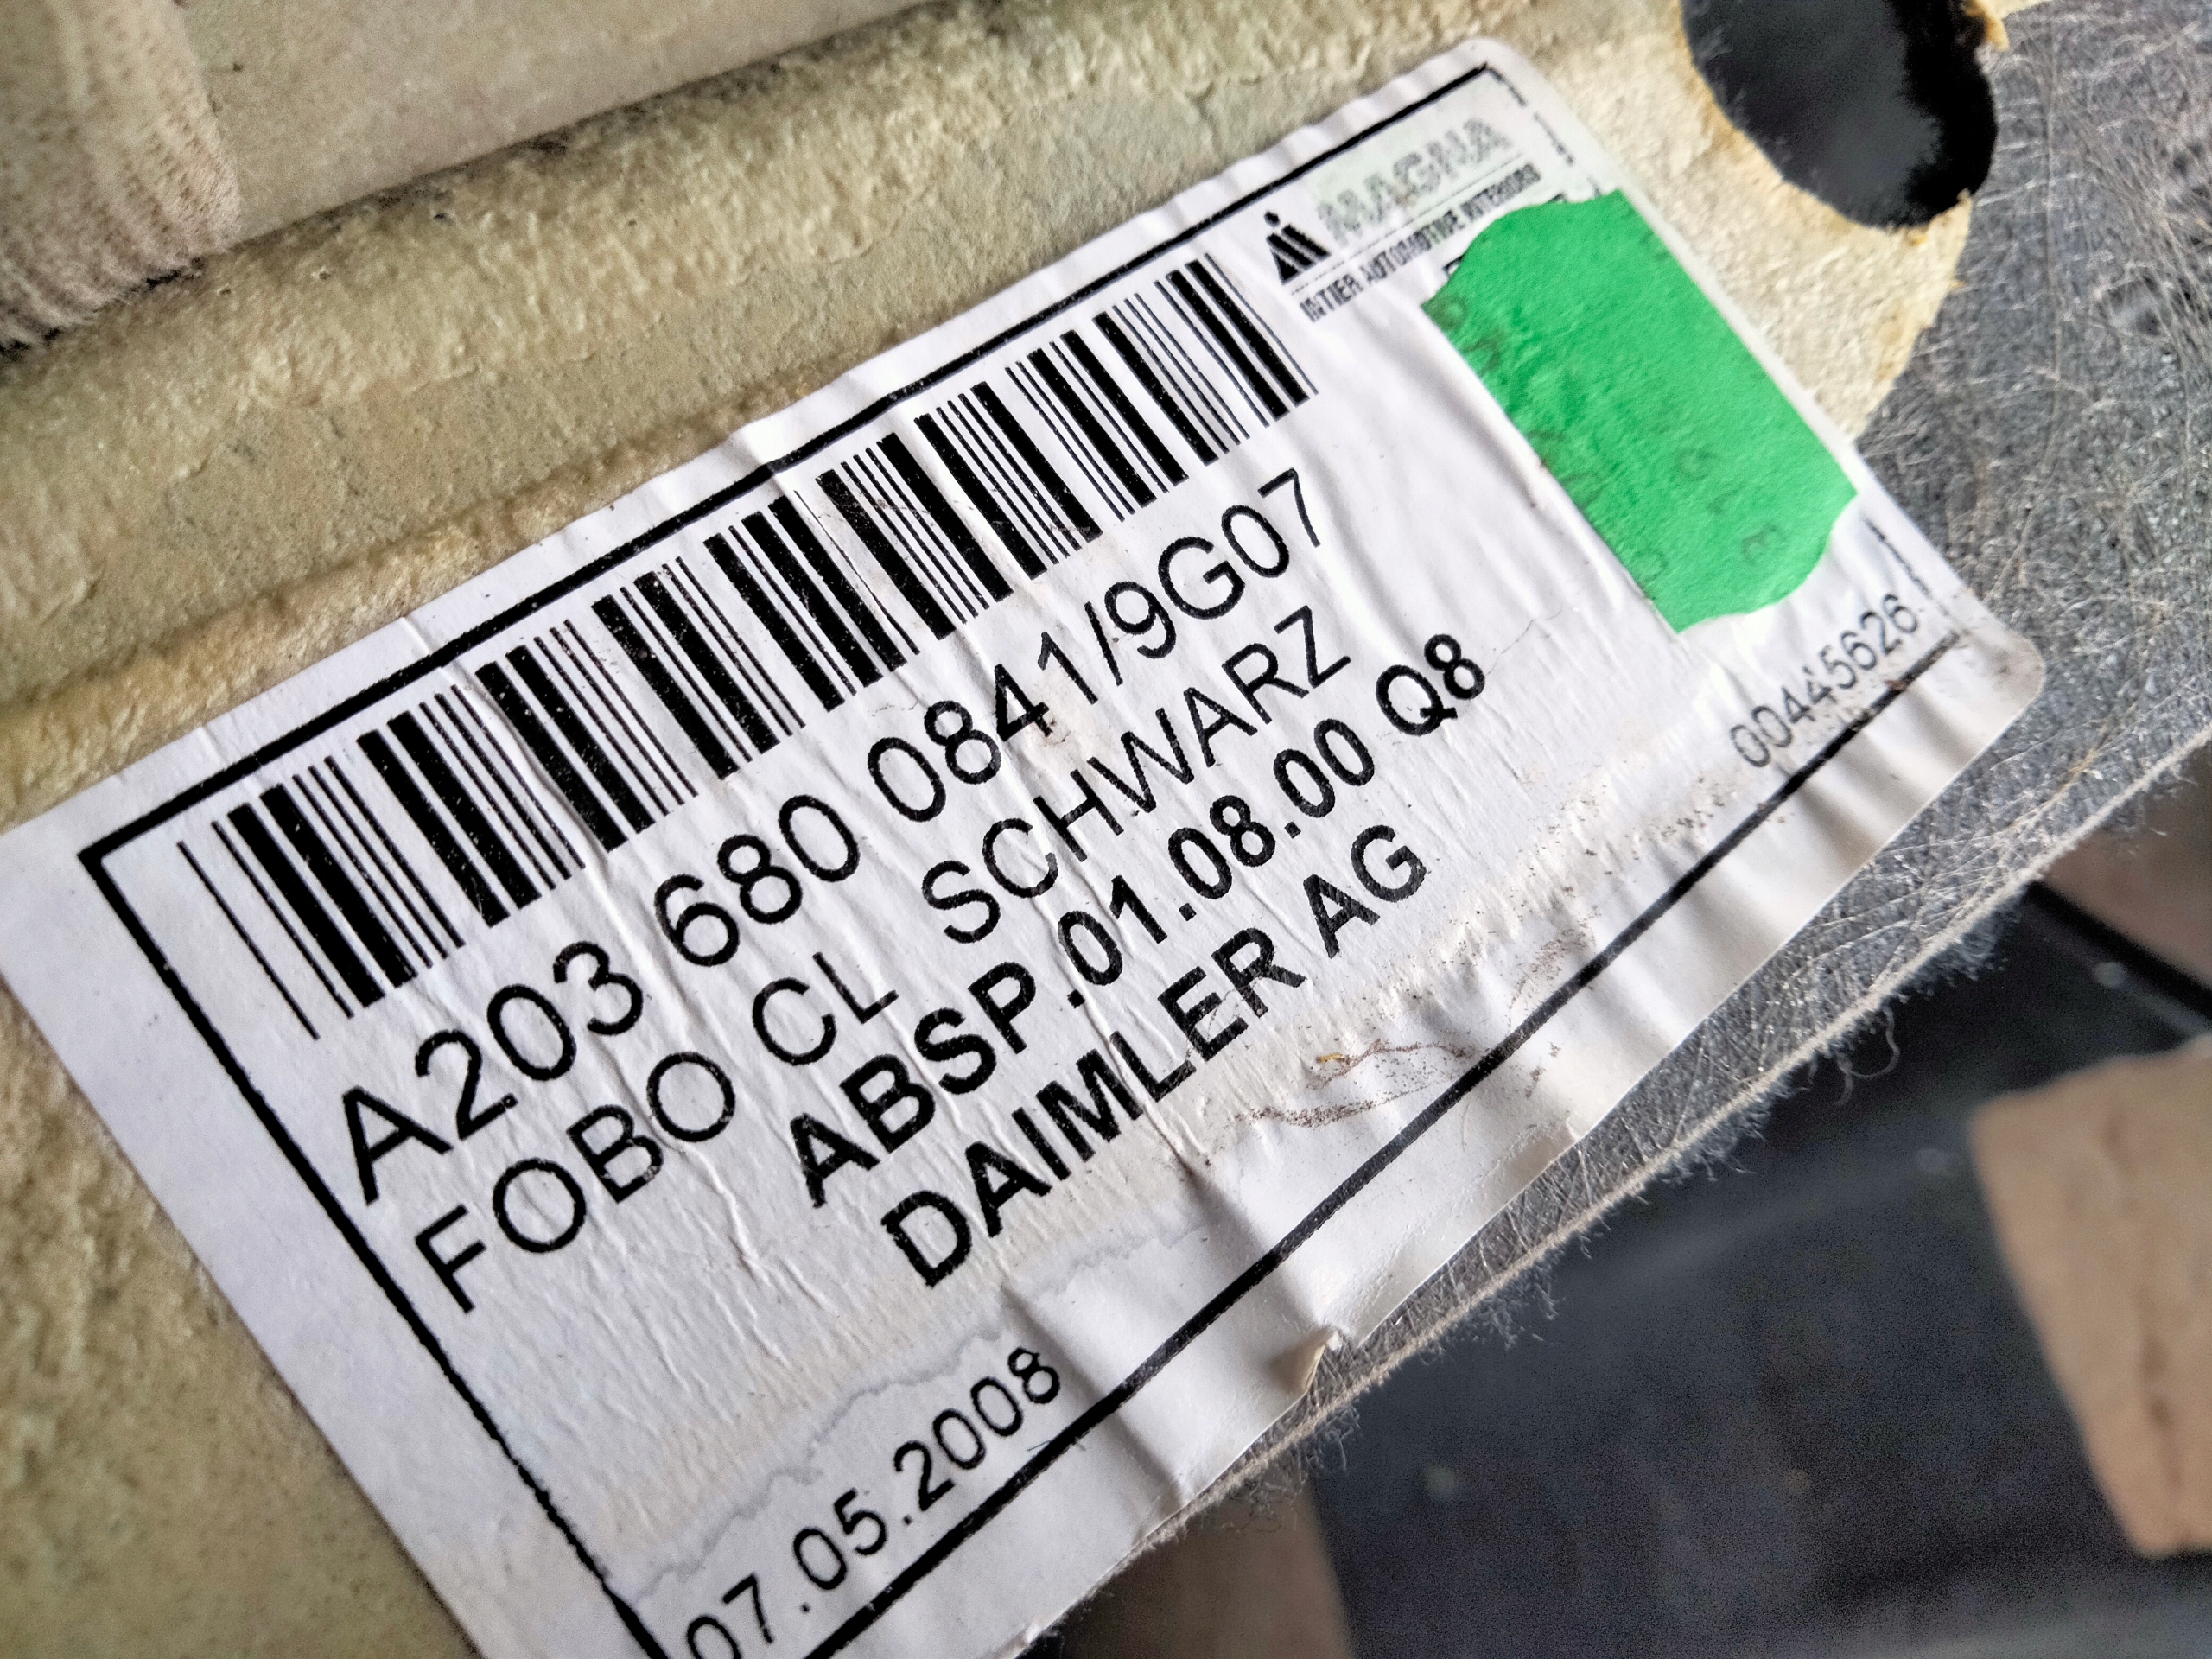 MAGNA
INTIER AUTOMOTIVE INTERIORS
A203 680 0841/9G07
FOBO CL SCHWARZ
ABSP.01.08.00 Q8
DAIMLER AG
07.05.2008
00445626